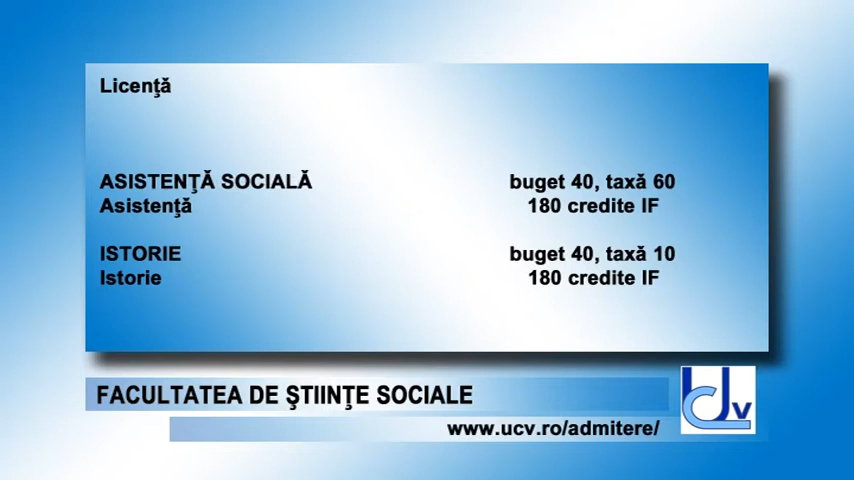 Licenţă
ASISTENŢĂ SOCIALĂ buget 40, taxă 60
Asistenţă 180 credite IF
ISTORIE buget 40, taxă 10
Istorie 180 credite IF
FACULTATEA DE ŞTIINŢE SOCIALE
www.ucv.ro/admitere/
UCV